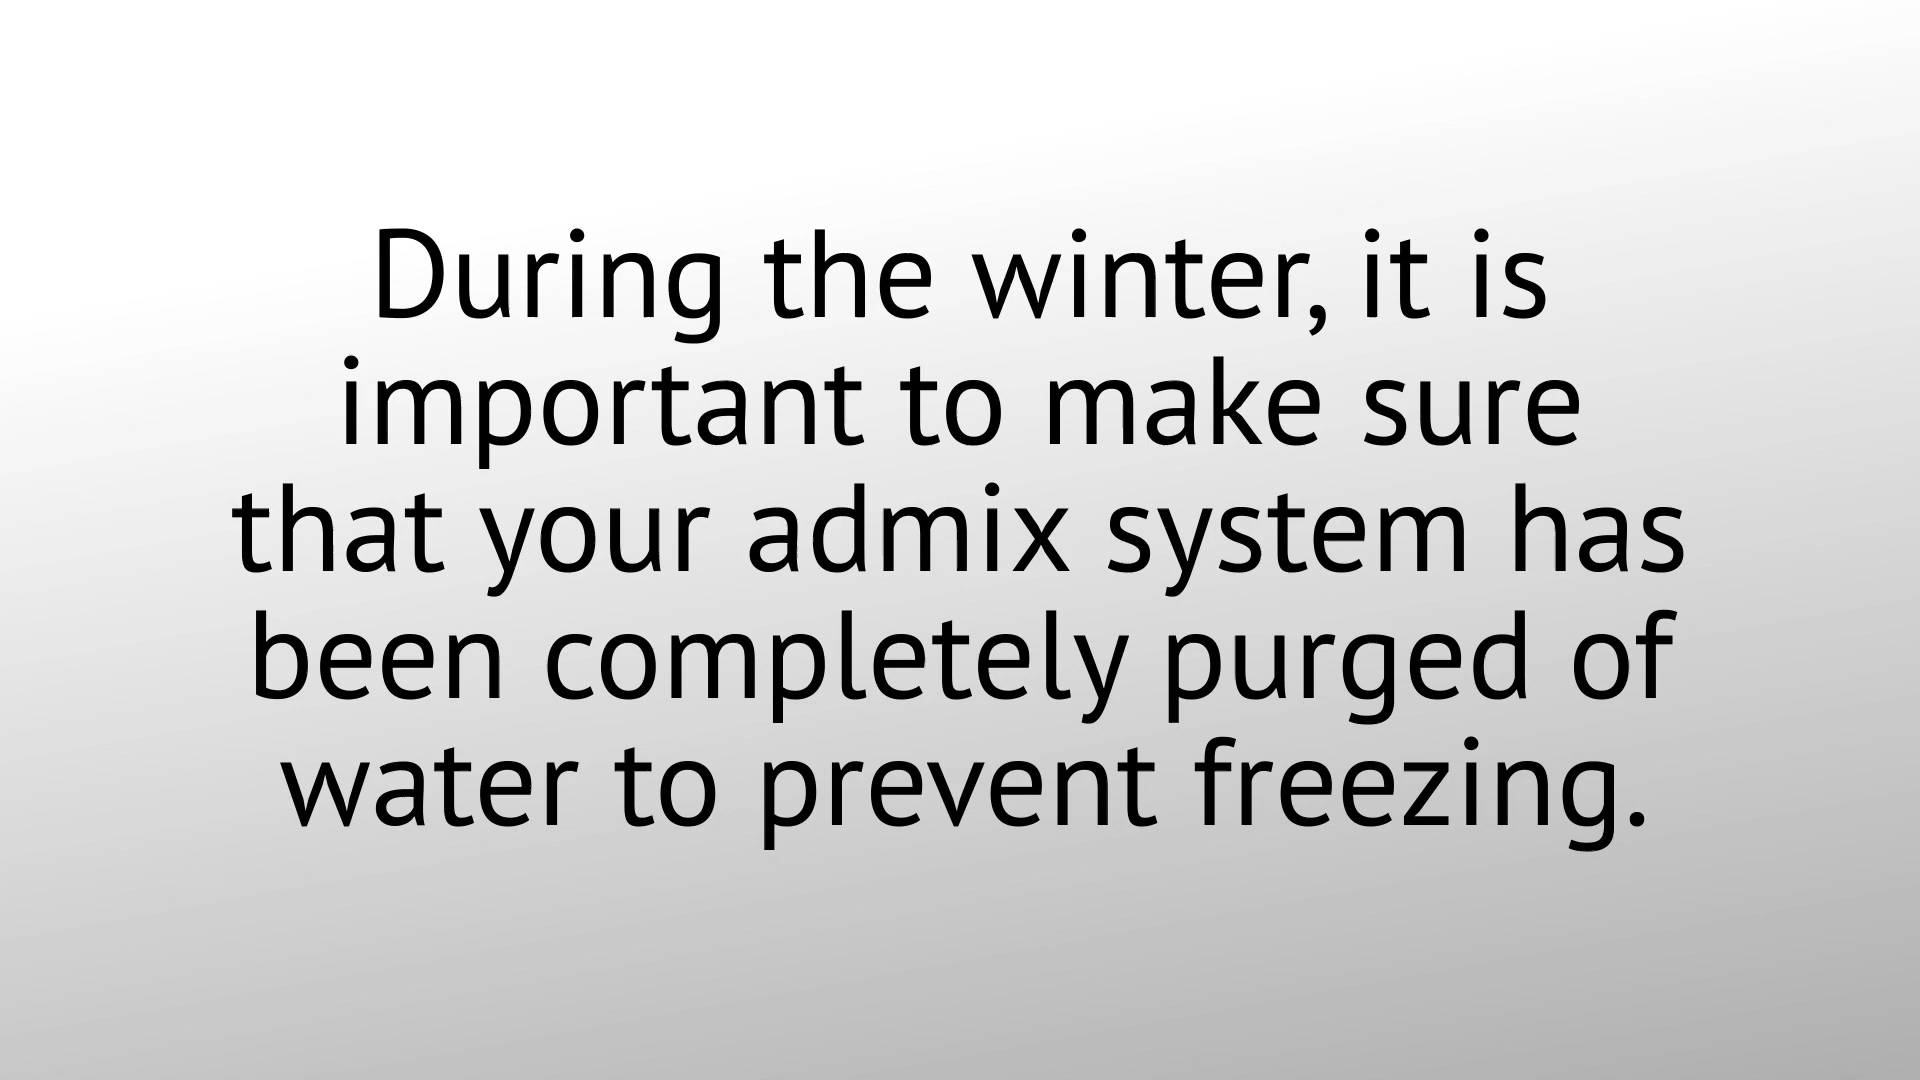 During the winter, it is
important to make sure
that your admix system has
been completely purged of
water to prevent freezing.